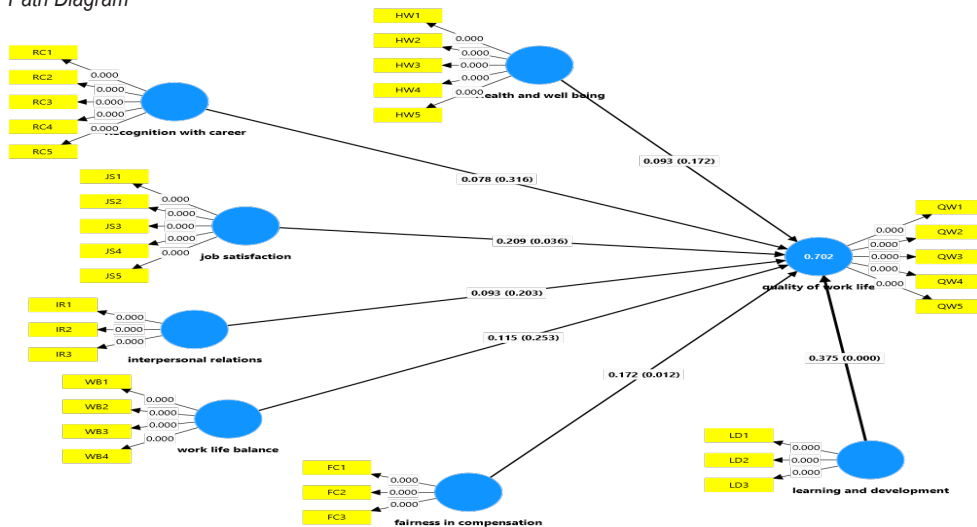 Path Diagram
RC1
RC2
RC3
RC4
RC5
0.000
0.000
0.000
0.000
0.000
Recognition with career
HW1
HW2
HW3
HW4
HW5
0.000
0.000
0.000
0.000
0.000
health and well being
JS1
JS2
JS3
JS4
JS5
0.000
0.000
0.000
0.000
0.000
job satisfaction
IR1
IR2
IR3
0.000
0.000
0.000
interpersonal relations
WB1
WB2
WB3
WB4
0.000
0.000
0.000
0.000
work life balance
FC1
FC2
FC3
0.000
0.000
0.000
fairness in compensation
LD1
LD2
LD3
0.000
0.000
0.000
learning and development
0.093 (0.172)
0.078 (0.316)
0.209 (0.036)
0.093 (0.203)
0.115 (0.253)
0.172 (0.012)
0.375 (0.000)
0.702
quality of work life
0.000
0.000
0.000
0.000
0.000
QW1
QW2
QW3
QW4
QW5